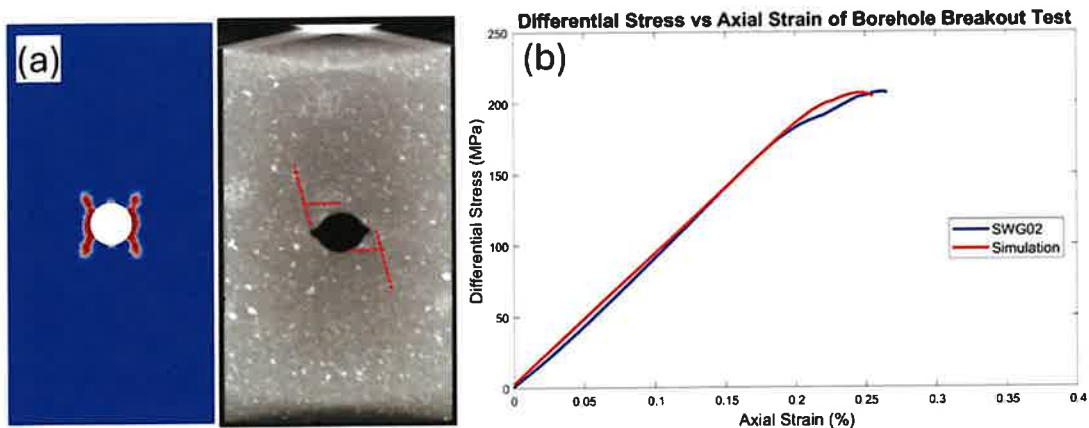 (a)
Differential Stress vs Axial Strain of Borehole Breakout Test
(b)
250
200
150
100
50
0
Differential Stress (MPa)
SWG02
Simulation
0
0.05
0.1
0.15
0.2
0.25
0.3
0.35
0.4
Axial Strain (%)